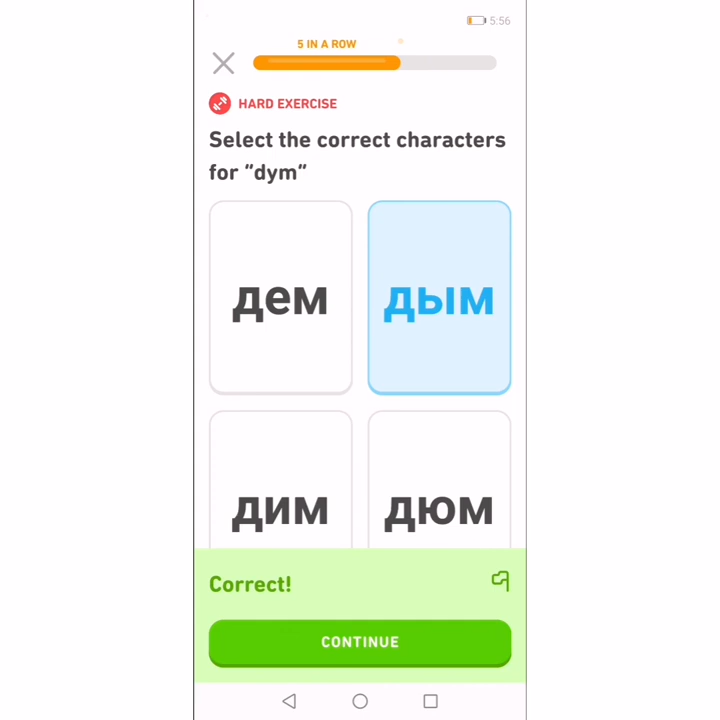 5:56
5 IN A ROW
HARD EXERCISE
Select the correct characters
for “dym“
дем
дым
дим
дюм
Correct!
CONTINUE